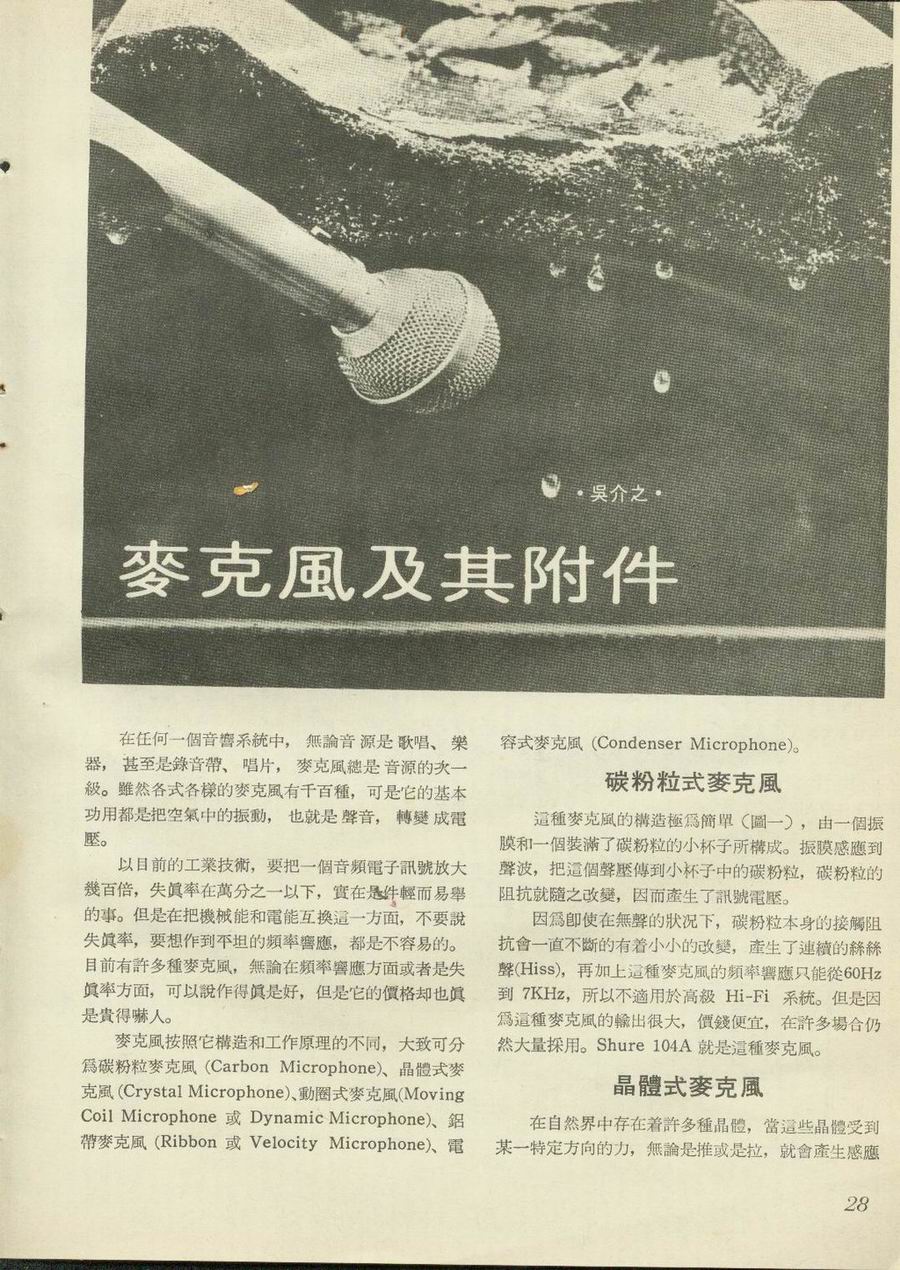 •吳介之•
麥克風及其附件
在任何一個音響系統中，無論音源是歌唱、樂
器，甚至是錄音帶、唱片，麥克風總是音源的次一
級。雖然各式各樣的麥克風有千百種，可是它的基本
功用都是把空氣中的振動，也就是聲音，轉變成電
壓。
以目前的工業技術，要把一個音頻電子訊號放大
幾百倍，失眞率在萬分之一以下，實在是件輕而易舉
的事。但是在把機械能和電能互換這一方面，不要說
失眞率，要想作到平坦的頻率響應，都是不容易的。
目前有許多種麥克風，無論在頻率響應方面或者是失
眞率方面，可以說作得眞是好，但是它的價格却也眞
是貴得嚇人。
麥克風按照它構造和工作原理的不同，大致可分
爲碳粉粒麥克風 (Carbon Microphone)、晶體式麥
克風 (Crystal Microphone)、動圈式麥克風(Moving
Coil Microphone 或 Dynamic Microphone)、鋁
帶麥克風 (Ribbon 或 Velocity Microphone)、電
容式麥克風 (Condenser Microphone)。
碳粉粒式麥克風
這種麥克風的構造極爲簡單（圖一），由一個振
膜和一個裝滿了碳粉粒的小杯子所構成。振膜感應到
聲波，把這個聲壓傳到小杯子中的碳粉粒，碳粉粒的
阻抗就隨之改變，因而產生了訊號電壓。
因爲卽使在無聲的狀況下，碳粉粒本身的接觸阻
抗會一直不斷的有着小小的改變，產生了連續的絲絲
聲(Hiss)，再加上這種麥克風的頻率響應只能從60Hz
到 7KHz，所以不適用於高級 Hi-Fi 系統。但是因
爲這種麥克風的輸出很大，價錢便宜，在許多場合仍
然大量採用。Shure 104A 就是這種麥克風。
晶體式麥克風
在自然界中存在着許多種晶體，當這些晶體受到
某一特定方向的力，無論是推或是拉，就會產生感應
28